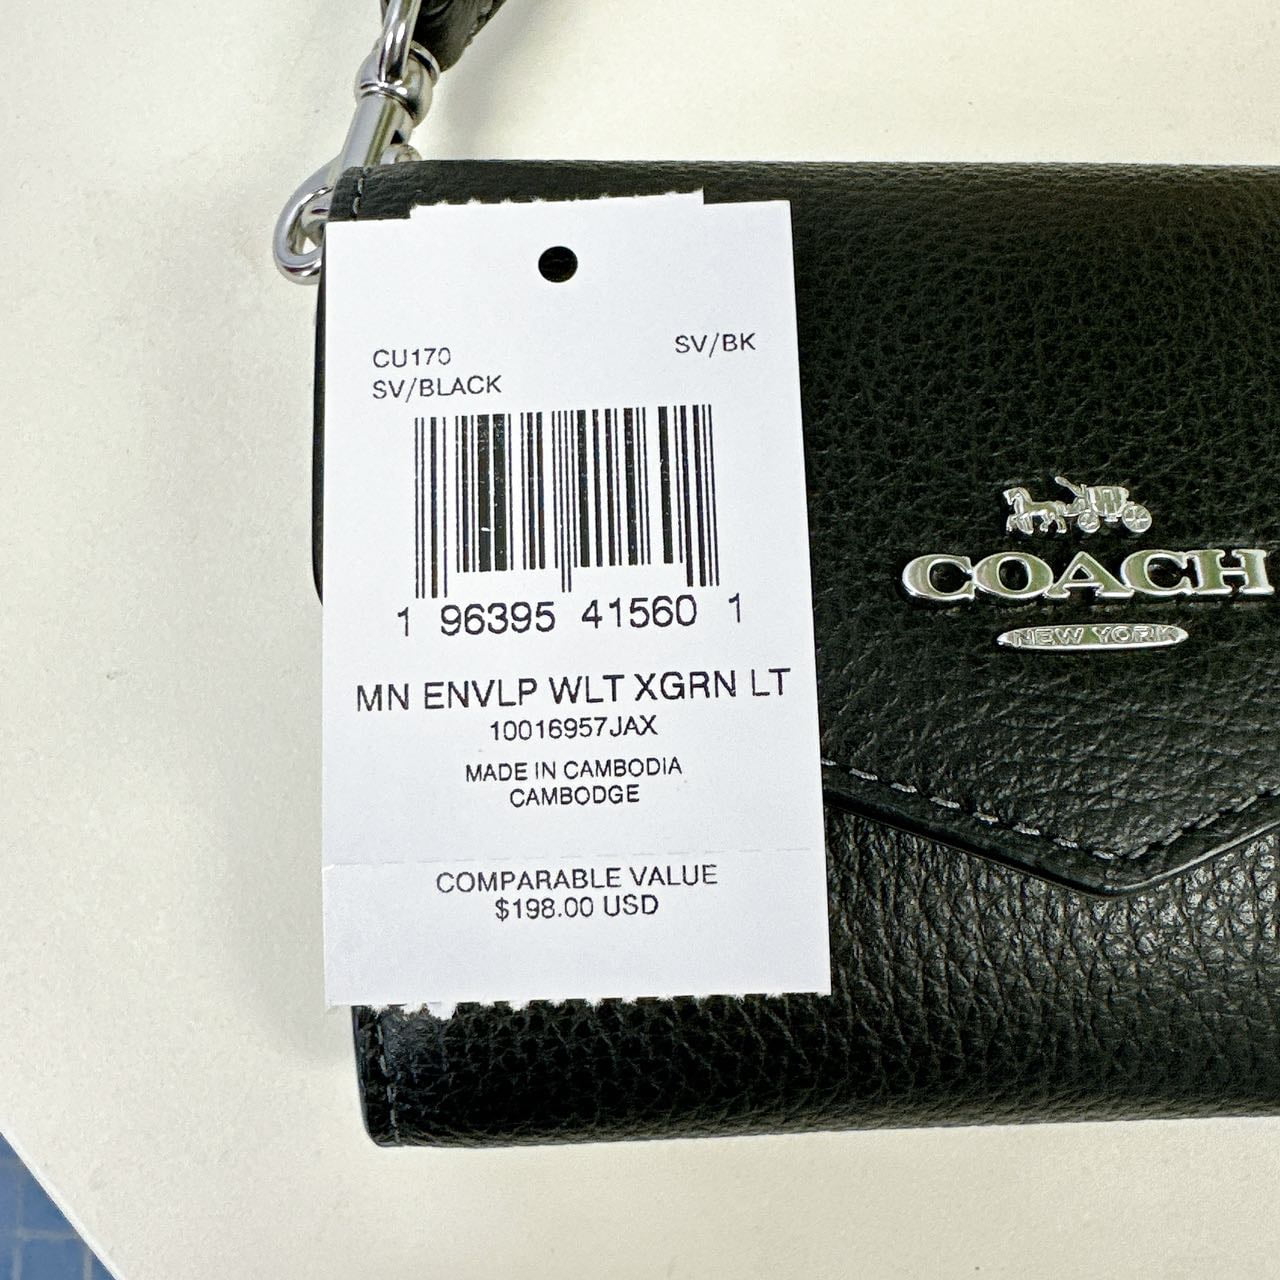 CU170 SV/BK
SV/BLACK
1 96395 41560 1
MN ENVLP WLT XGRN LT
10016957JAX
MADE IN CAMBODIA
CAMBODGE
COMPARABLE VALUE
$198.00 USD
COACH
NEW YORK